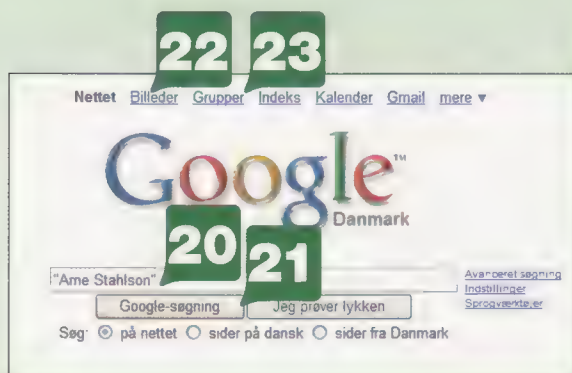 22 23
Nettet Billeder Grupper Indeks Kalender Gmail mere ▼
Google™
Danmark
20 21
"Arne Stahlson"
Avanceret søgning
Indstillinger
Sprogværktøjer
Google-søgning Jeg prøver lykken
Søg: på nettet sider på dansk sider fra Danmark